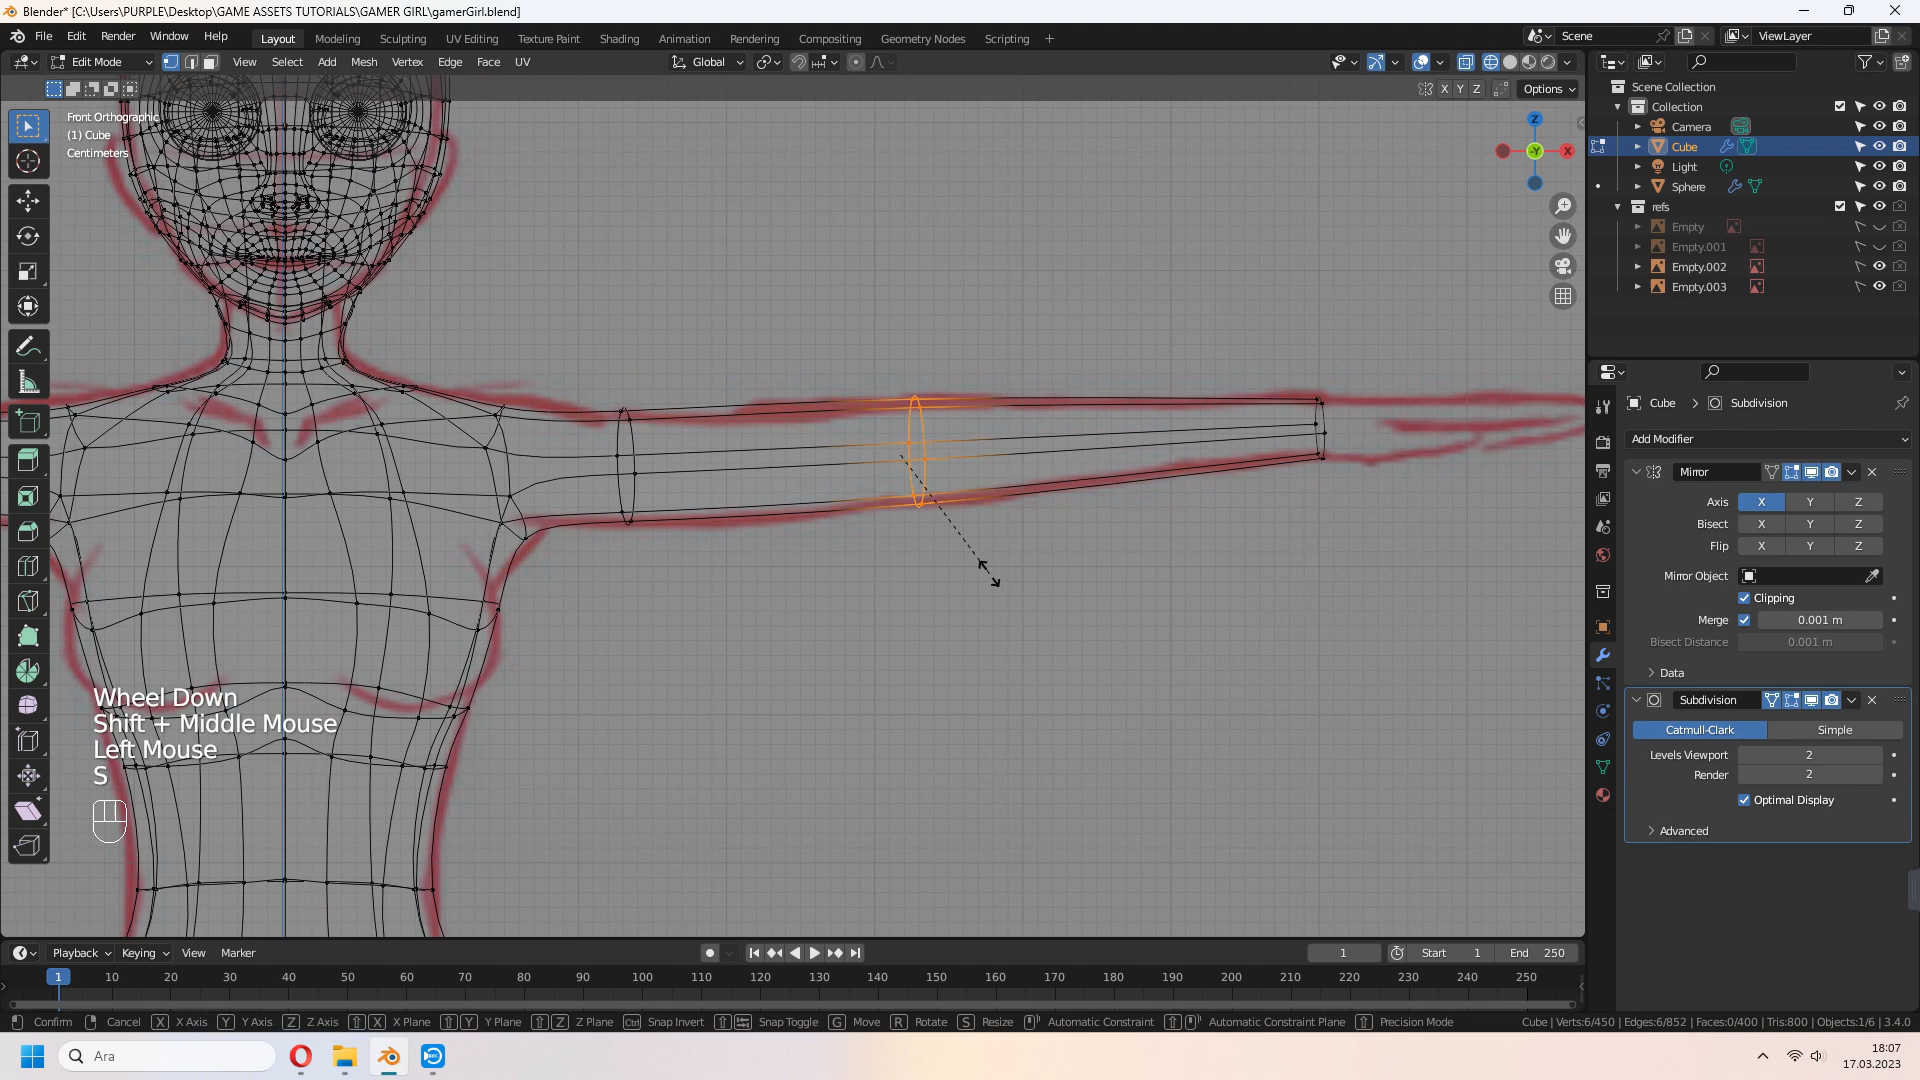 Blender* [C:\Users\PURPLE\Desktop\GAME ASSETS TUTORIALS\GAMER GIRL\gamerGirl.blend]
File Edit Render Window Help Layout Modeling Sculpting UV Editing Texture Paint Shading Animation Rendering Compositing Geometry Nodes Scripting + Scene ViewLayer
Edit Mode View Select Add Mesh Vertex Edge Face UV Global
X Y Z Options
Front Orthographic
(1) Cube
Centimeters
Z
-Y
X
Scene Collection
Collection
Camera
Cube
Light
Sphere
refs
Empty
Empty.001
Empty.002
Empty.003
Cube > Subdivision
Add Modifier
Mirror
Axis X Y Z
Bisect X Y Z
Flip X Y Z
Mirror Object
Clipping
Merge 0.001 m
Bisect Distance 0.001 m
Data
Subdivision
Catmull-Clark Simple
Levels Viewport 2
Render 2
Optimal Display
Advanced
Wheel Down
Shift + Middle Mouse
Left Mouse
S
Playback Keying View Marker 1 Start 1 End 250
1 10 20 30 40 50 60 70 80 90 100 110 120 130 140 150 160 170 180 190 200 210 220 230 240 250
Confirm Cancel X X Axis Y Y Axis Z Z Axis X X Plane Y Y Plane Z Z Plane Ctrl Snap Invert Snap Toggle G Move R Rotate S Resize Automatic Constraint Automatic Constraint Plane Precision Mode Cube | Verts:6/450 | Edges:6/852 | Faces:0/400 | Tris:800 | Objects:1/6 | 3.4.0
Ara
18:07
17.03.2023